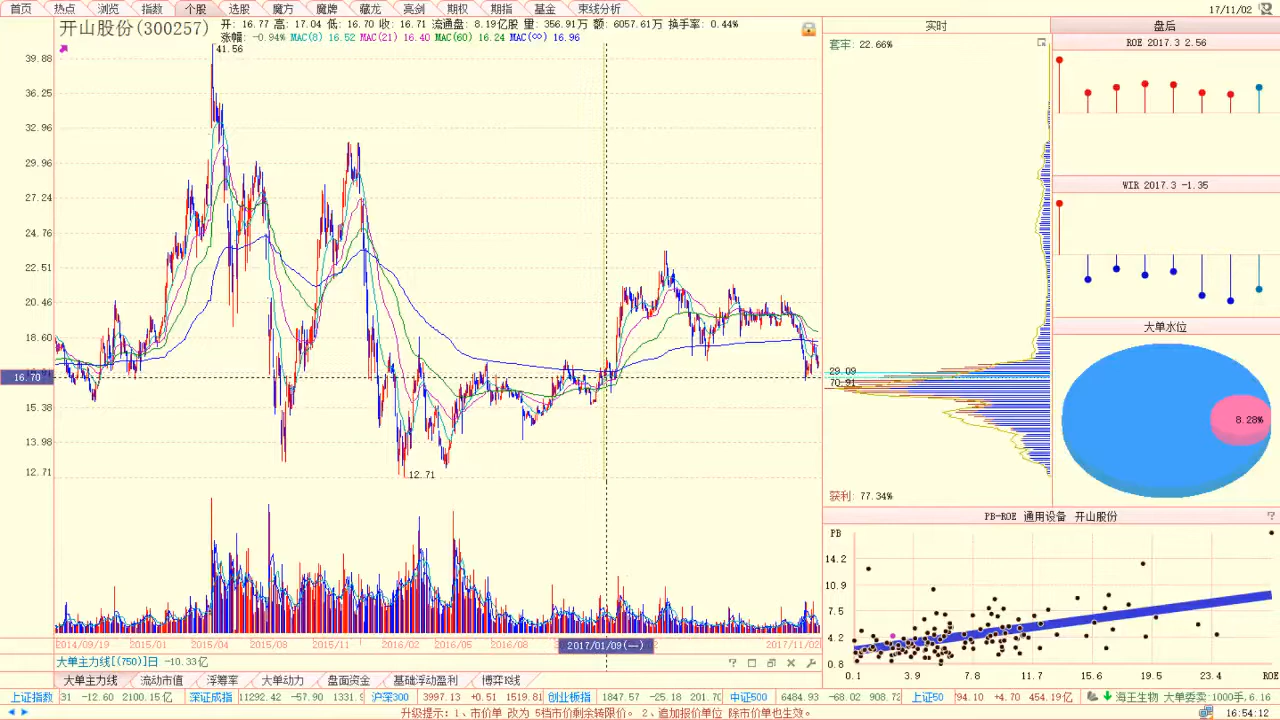 首页 热点 浏览 指数 个股 选股 魔方 魔牌 藏龙 亮剑 期权 期指 基金 束线分析 17/11/02
开山股份(300257) 开: 16.77 高: 17.04 低: 16.70 收: 16.71 流通盘: 8.19亿股 量: 356.91万 额: 6057.61万 换手率: 0.44%
涨幅: -0.94% MAC(8) 16.52 MAC(21) 16.40 MAC(60) 16.24 MAC(∞) 16.96
实时 盘后
套牢: 22.66%
ROE 2017.3 2.56
41.56
39.88
36.25
32.96
29.96
27.24
24.76
22.51
20.46
18.60
16.70
15.38
13.98
12.71
12.71
29.09
70.91
获利: 77.34%
WIR 2017.3 -1.35
大单水位
8.28%
2014/09/19 2015/01 2015/04 2015/08 2015/11 2016/02 2016/05 2016/08 2017/01/09(一) 2017/11/02
PB-ROE 通用设备 开山股份 ?
PB
14.2
10.9
7.5
4.2
0.8
0.1 3.9 7.8 11.7 15.6 19.5 23.4 ROE
大单主力线[(750)]日 -10.33亿
大单主力线 流动市值 浮筹率 大单动力 盘面资金 基础浮动盈利 博弈K线
上证指数 31 -12.60 2100.15亿 深证成指 11292.42 -57.90 1331.9 沪深300 3997.13 +0.51 1519.81 创业板指 1847.57 -25.18 201.70 中证500 6484.93 -68.02 908.7 上证50 94.10 +4.70 454.19亿 海王生物 大单卖卖:1000手, 6.16
升级提示: 1、市价单 改为 5档市价剩余转限价。 2、追加报价单位 除市价单也生效。 16:54:12